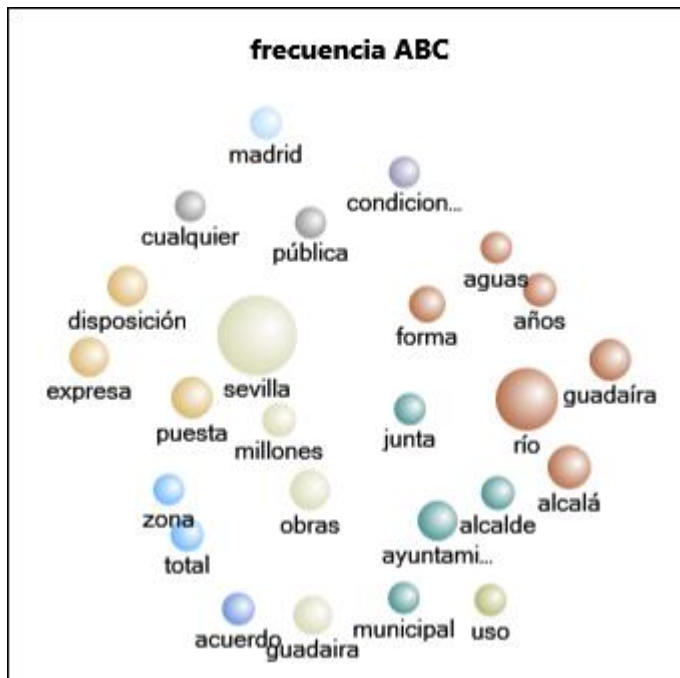 frecuencia ABC
madrid
condicion...
cualquier
pública
aguas
años
disposición
forma
expresa
sevilla
guadaíra
puesta
millones
junta
río
alcalá
zona
obras
alcalde
total
ayuntami...
acuerdo
guadaira
municipal
uso